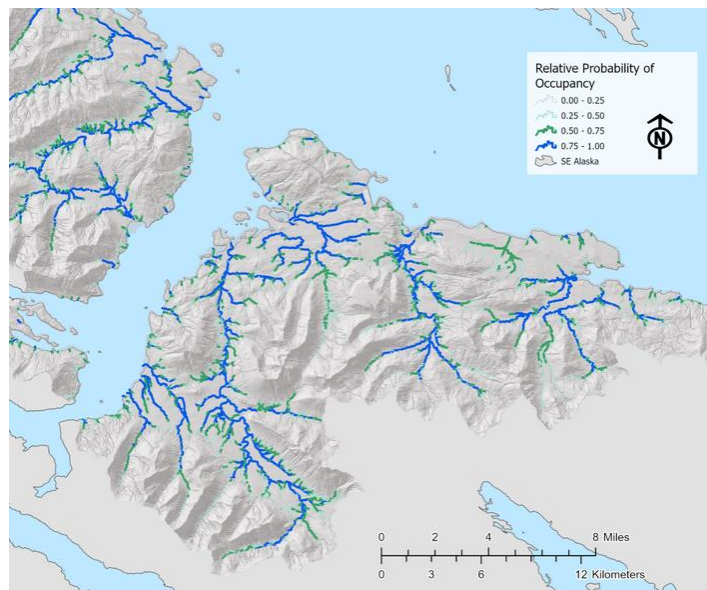 Relative Probability of
Occupancy
0.00 - 0.25
0.25 - 0.50
0.50 - 0.75
0.75 - 1.00
SE Alaska
N
0 2 4 8 Miles
0 3 6 12 Kilometers